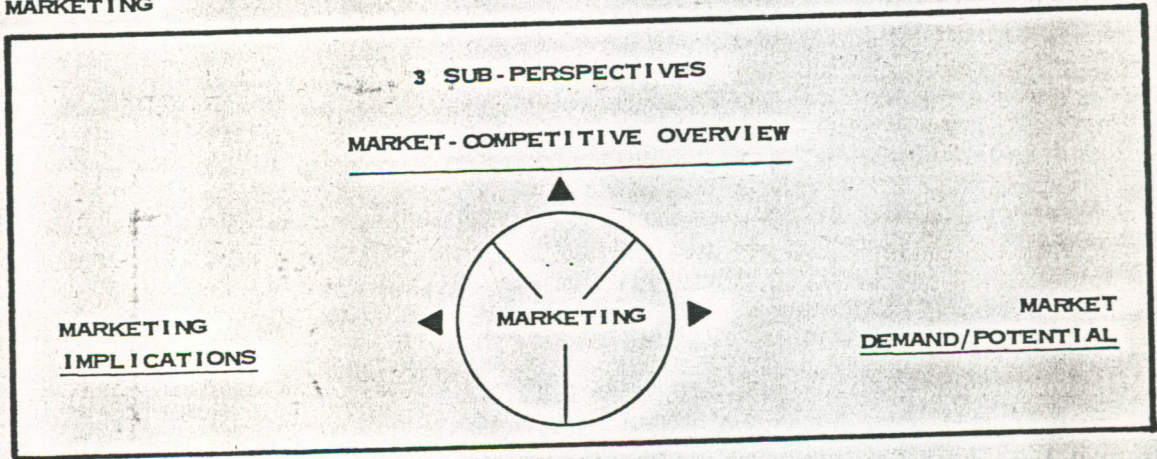 MARKETING
3 SUB-PERSPECTIVES
MARKET-COMPETITIVE OVERVIEW
MARKETING
IMPLICATIONS
MARKETING
MARKET
DEMAND/POTENTIAL